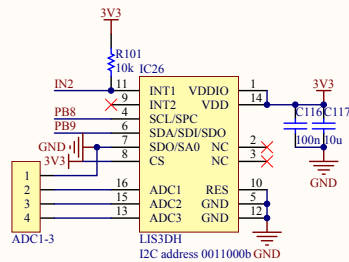 3V3
R101
10k
IC26
IN2 11 INT1 VDDIO 1 3V3
9 INT2 VDD 14
PB8 4 SCL/SPC C116 C117
PB9 6 SDA/SDI/SDO
GND 7 SDO/SA0 NC 2 100n 10u
3V3 8 CS NC 3
GND
1
2 16 ADC1 RES 10
3 15 ADC2 GND 5
4 13 ADC3 GND 12
ADC1-3 LIS3DH GND
I2C address 0011000b